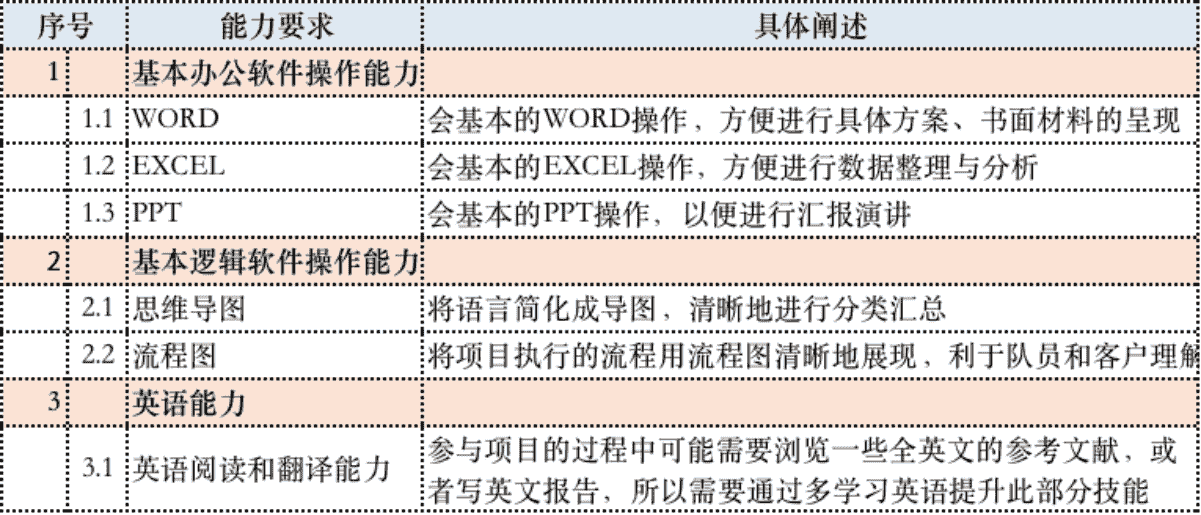 序号 能力要求 具体阐述
1 基本办公软件操作能力
1.1 WORD 会基本的WORD操作，方便进行具体方案、书面材料的呈现
1.2 EXCEL 会基本的EXCEL操作，方便进行数据整理与分析
1.3 PPT 会基本的PPT操作，以便进行汇报演讲
2 基本逻辑软件操作能力
2.1 思维导图 将语言简化成导图，清晰地进行分类汇总
2.2 流程图 将项目执行的流程用流程图清晰地展现，利于队员和客户理解
3 英语能力
3.1 英语阅读和翻译能力 参与项目的过程中可能需要浏览一些全英文的参考文献，或
者写英文报告，所以需要通过多学习英语提升此部分技能